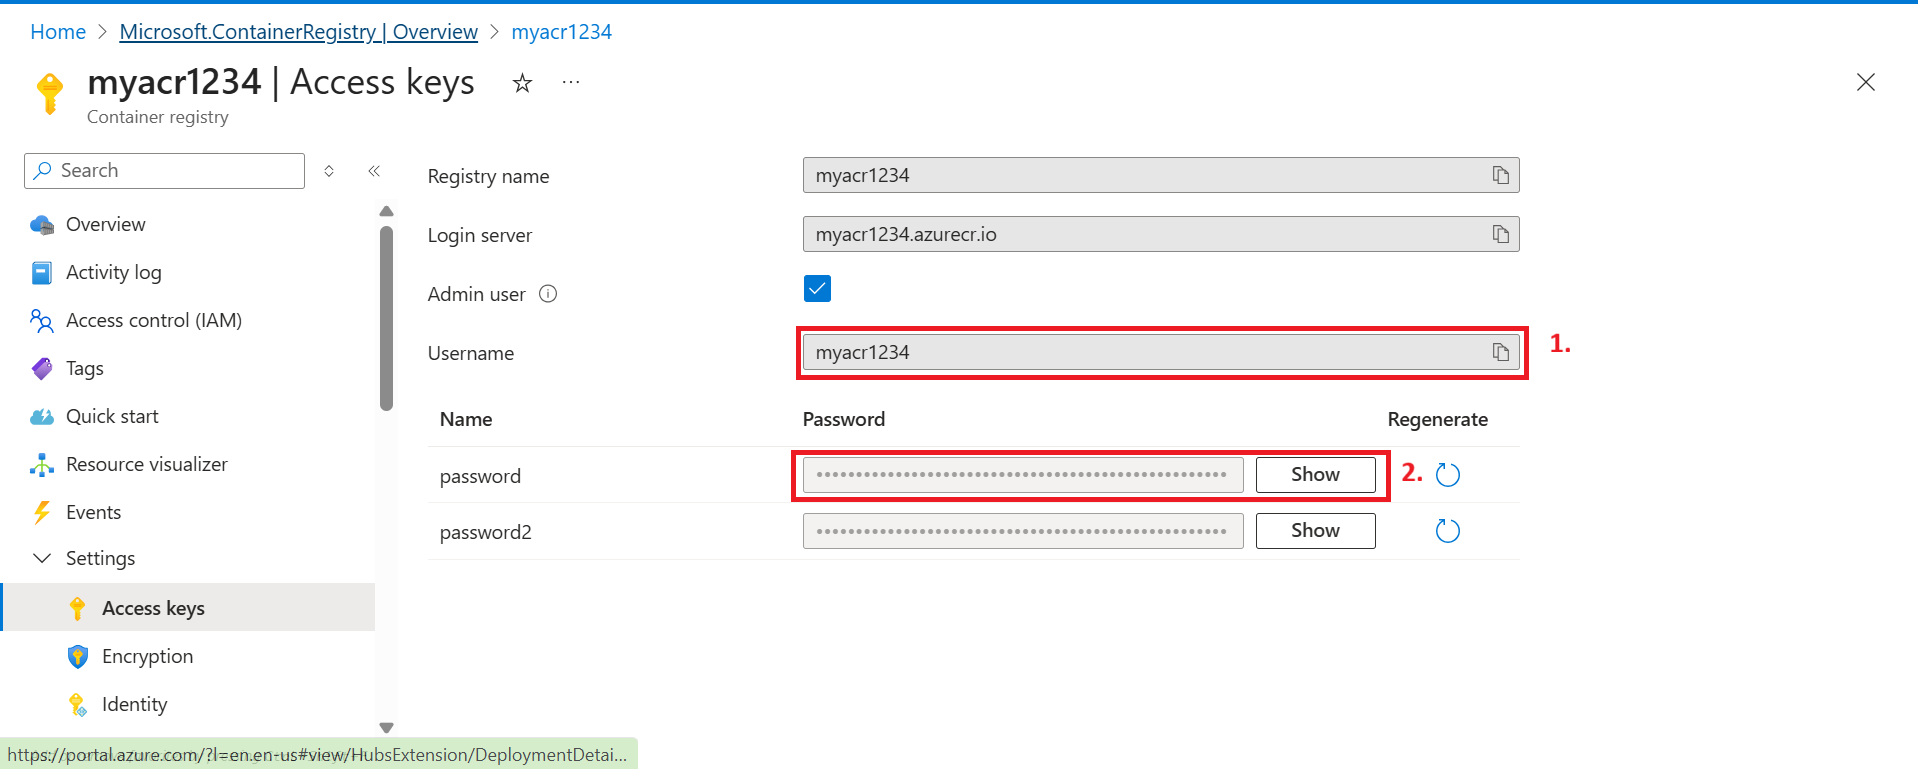 Home > Microsoft.ContainerRegistry | Overview > myacr1234
myacr1234 | Access keys
Container registry
Search
Overview
Activity log
Access control (IAM)
Tags
Quick start
Resource visualizer
Events
Settings
Access keys
Encryption
Identity
Registry name myacr1234
Login server myacr1234.azurecr.io
Admin user
Username myacr1234 1.
Name Password Regenerate
password Show 2.
password2 Show
https://portal.azure.com/?l=en.en-us#view/HubsExtension/DeploymentDetai...